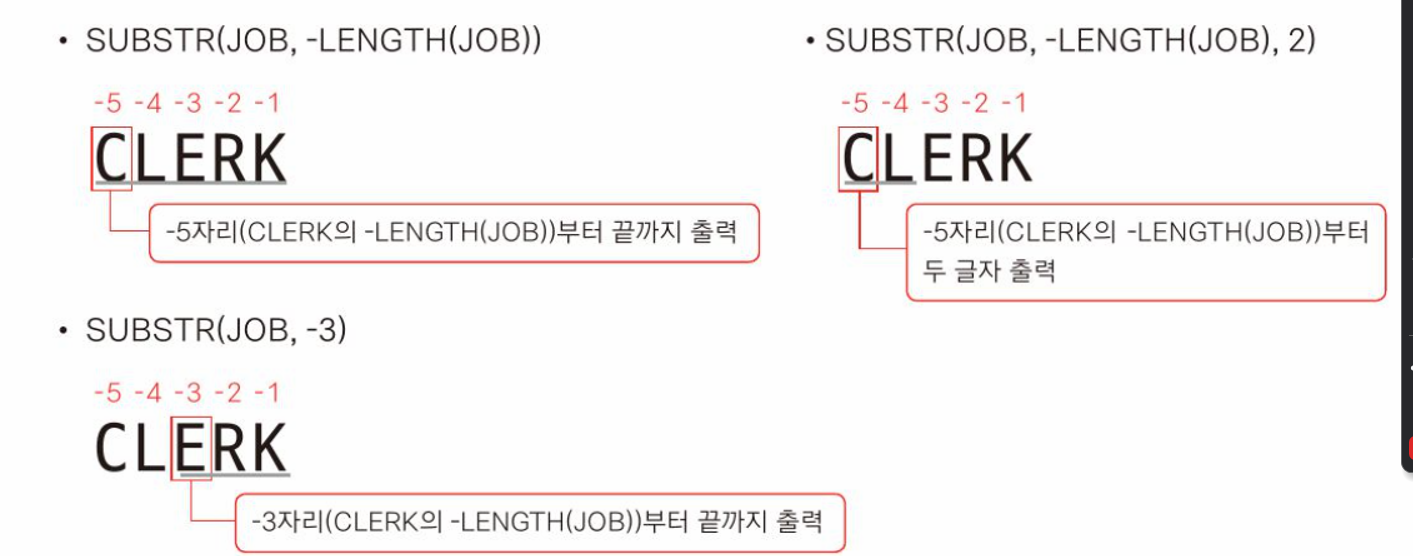 • SUBSTR(JOB, -LENGTH(JOB))
-5 -4 -3 -2 -1
CLERK
-5자리(CLERK의 -LENGTH(JOB))부터 끝까지 출력
• SUBSTR(JOB, -LENGTH(JOB), 2)
-5 -4 -3 -2 -1
CLERK
-5자리(CLERK의 -LENGTH(JOB))부터
두 글자 출력
• SUBSTR(JOB, -3)
-5 -4 -3 -2 -1
CLERK
-3자리(CLERK의 -LENGTH(JOB))부터 끝까지 출력